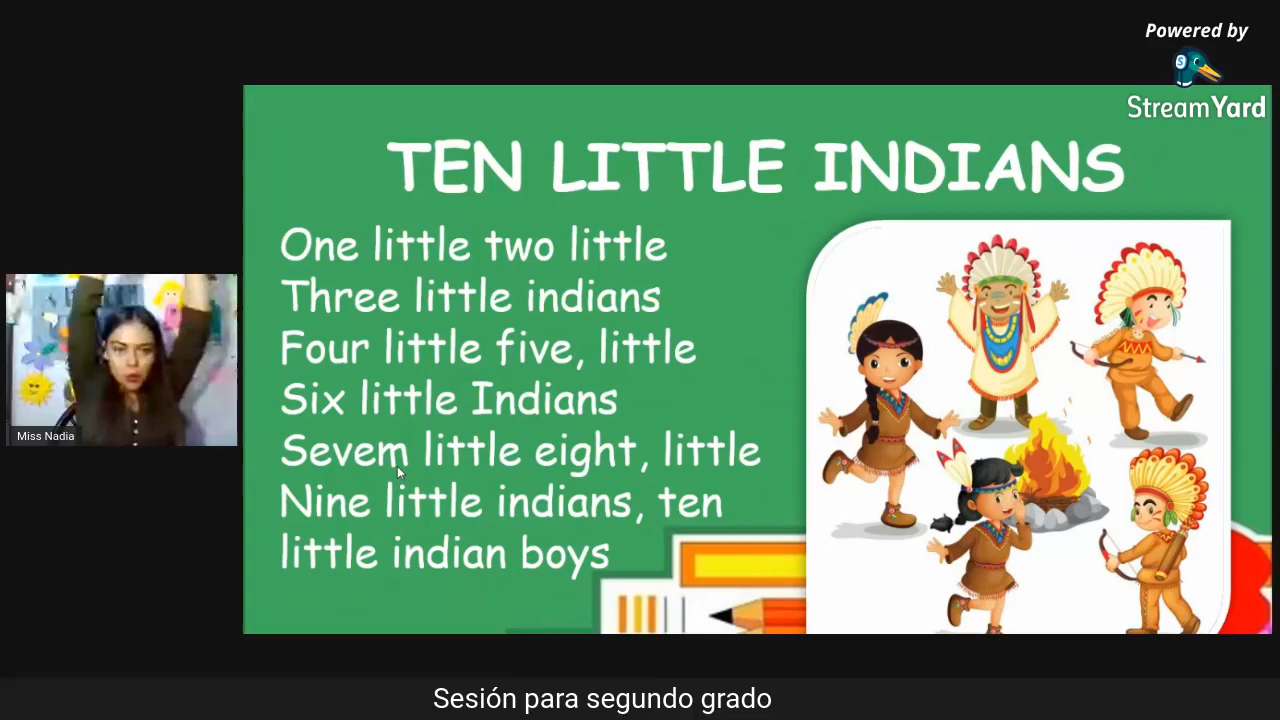 Powered by
StreamYard
TEN LITTLE INDIANS
One little two little
Three little indians
Four little five, little
Six little Indians
Sevem little eight, little
Nine little indians, ten
little indian boys
Miss Nadia
Sesión para segundo grado